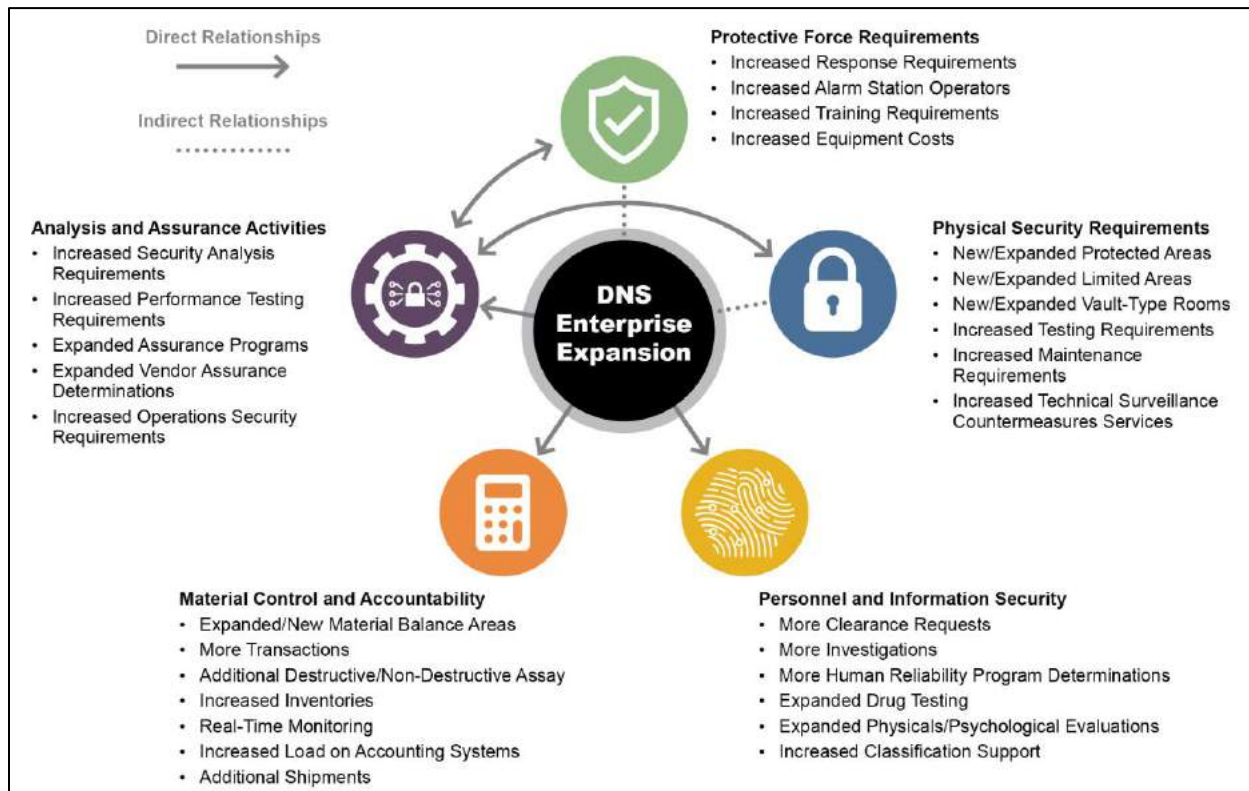 Direct Relationships
Indirect Relationships
Protective Force Requirements
• Increased Response Requirements
• Increased Alarm Station Operators
• Increased Training Requirements
• Increased Equipment Costs
Analysis and Assurance Activities
• Increased Security Analysis
Requirements
• Increased Performance Testing
Requirements
• Expanded Assurance Programs
• Expanded Vendor Assurance
Determinations
• Increased Operations Security
Requirements
DNS
Enterprise
Expansion
Physical Security Requirements
• New/Expanded Protected Areas
• New/Expanded Limited Areas
• New/Expanded Vault-Type Rooms
• Increased Testing Requirements
• Increased Maintenance
Requirements
• Increased Technical Surveillance
Countermeasures Services
Material Control and Accountability
• Expanded/New Material Balance Areas
• More Transactions
• Additional Destructive/Non-Destructive Assay
• Increased Inventories
• Real-Time Monitoring
• Increased Load on Accounting Systems
• Additional Shipments
Personnel and Information Security
• More Clearance Requests
• More Investigations
• More Human Reliability Program Determinations
• Expanded Drug Testing
• Expanded Physicals/Psychological Evaluations
• Increased Classification Support